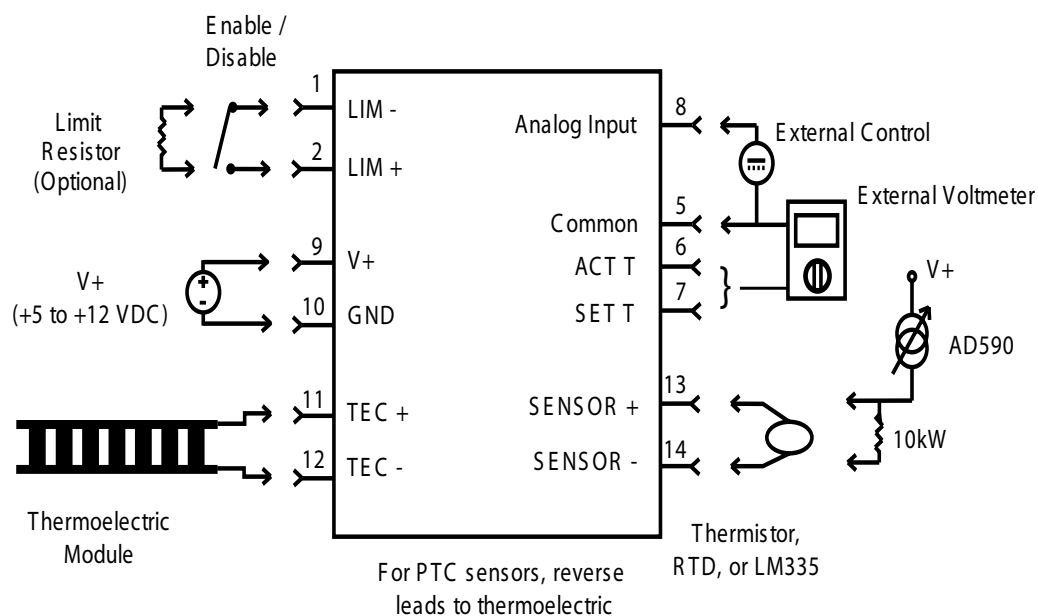 Enable /
Disable
Limit
Resistor
(Optional)
1
LIM -
2
LIM +
V+
(+5 to +12 VDC)
9
V+
10
GND
11
TEC +
12
TEC -
Thermoelectric
Module
Analog Input
8
External Control
Common
5
External Voltmeter
ACT T
6
SET T
7
V+
AD590
SENSOR +
13
10kW
SENSOR -
14
Thermistor,
RTD, or LM335
For PTC sensors, reverse
leads to thermoelectric